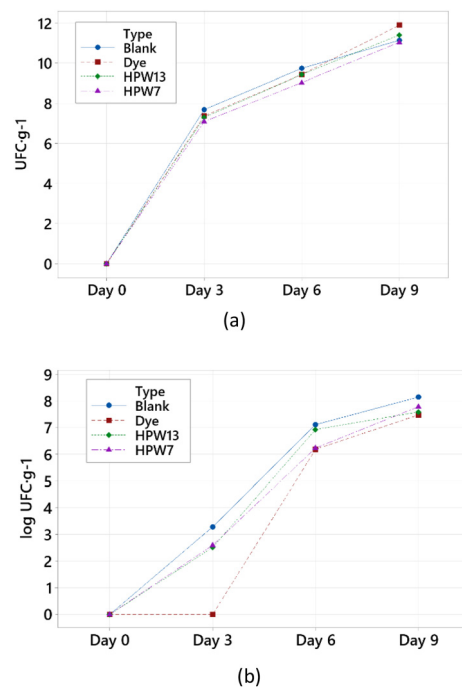 12
10
8
6
4
2
0
UFC·g-1
Type
Blank
Dye
HPW13
HPW7
Day 0 Day 3 Day 6 Day 9
(a)
9
8
7
6
5
4
3
2
1
0
log UFC·g-1
Type
Blank
Dye
HPW13
HPW7
Day 0 Day 3 Day 6 Day 9
(b)